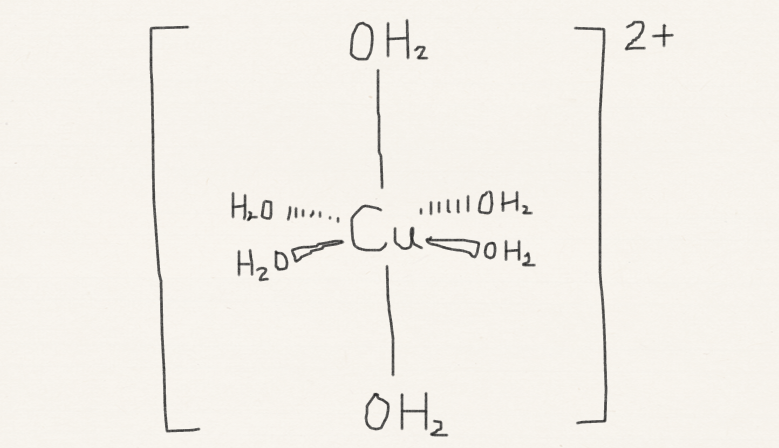 OH₂
2+
H₂O OH₂
Cu
H₂O OH₂
OH₂